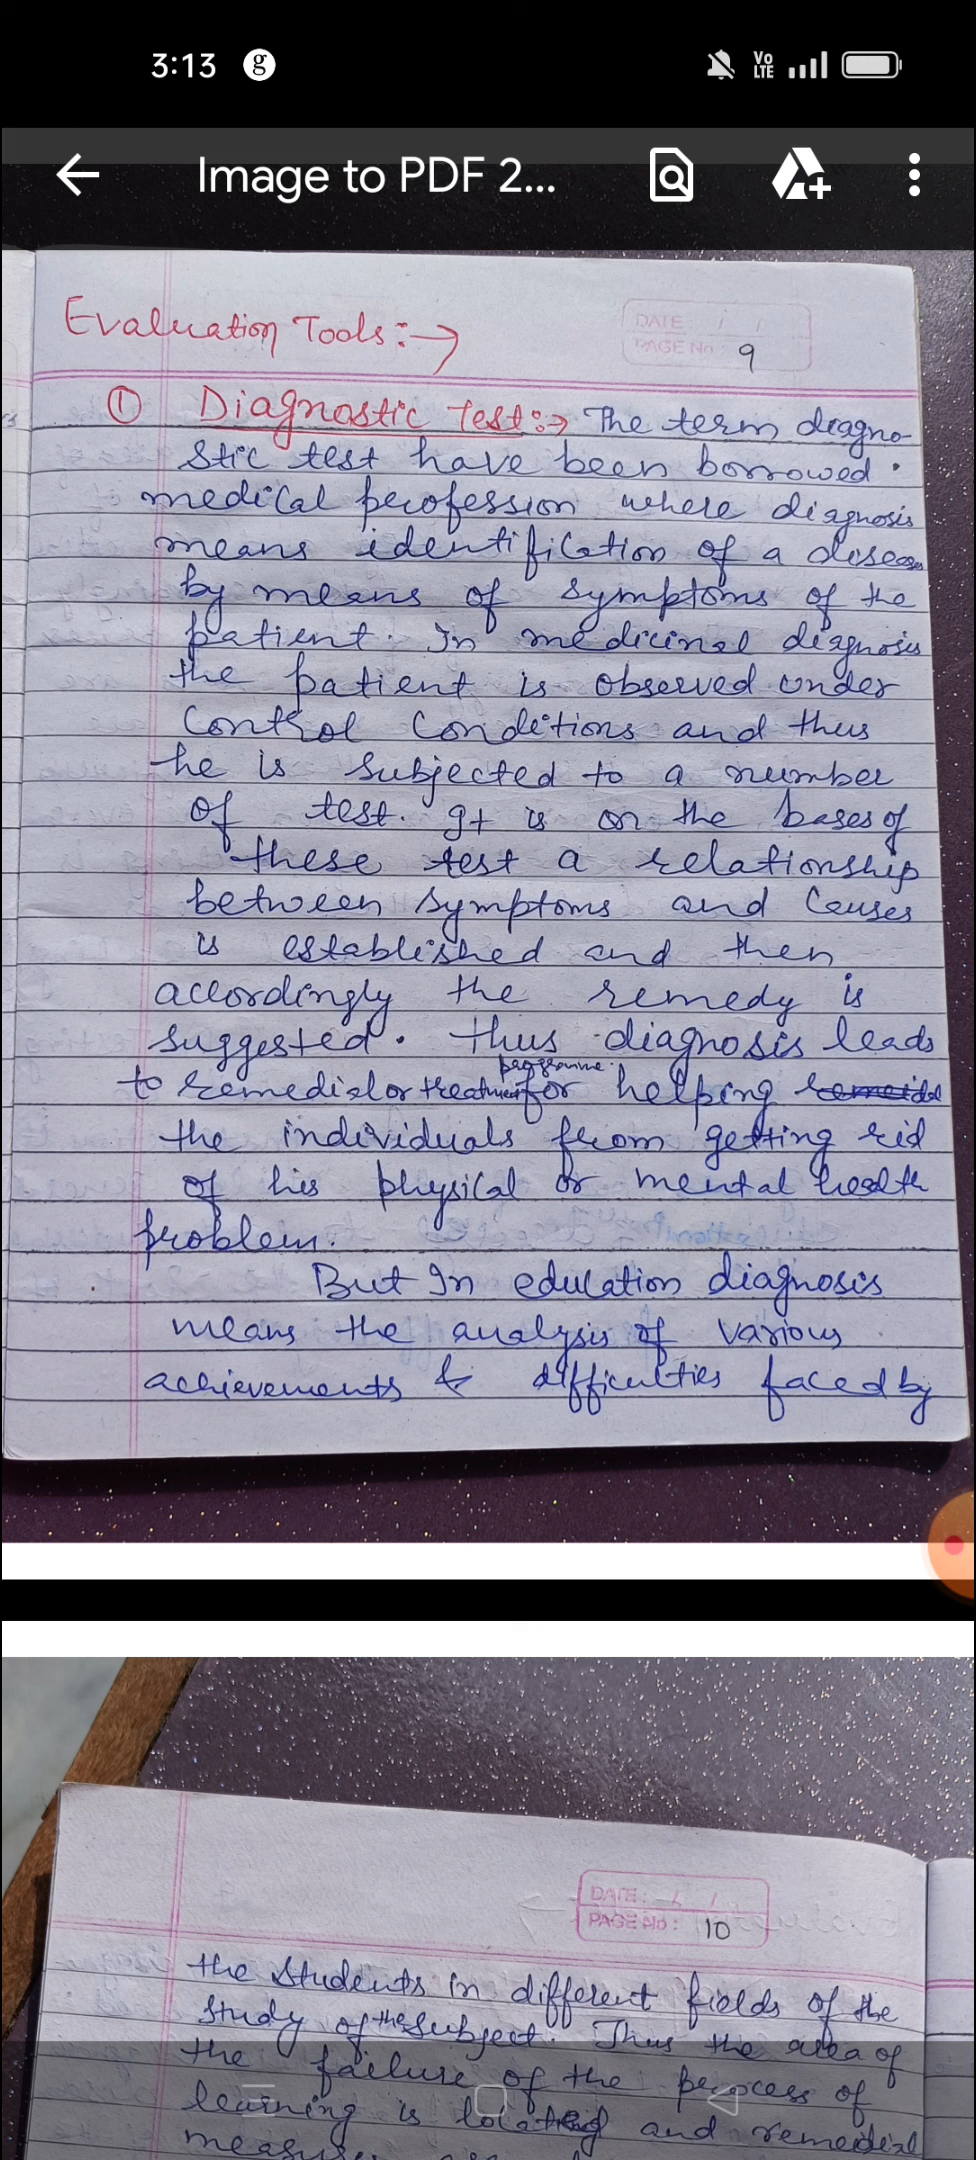 3:13 g Vo LTE
Image to PDF 2...
Evaluation Tools:→
DATE / /
PAGE No 9
① Diagnostic Test:→ The term diagno-
stic test have been borrowed.
medical profession where diagnosis
means identification of a disease
by means of symptoms of the
patient. In medicinal diagnosis
the patient is observed under
Control Conditions and thus
he is subjected to a number
of test. It is on the bases of
these test a relationship
between symptoms and Causes
is established and then
accordingly the remedy is
suggested. thus diagnosis leads
programme
to remedial or treatment for helping
the individuals from getting rid
of his physical or mental health
problem.
But In education diagnosis
means the analysis of various
achievements & difficulties faced by
DATE: / /
PAGE No: 10
the Students in different fields of the
Study of the Subject. Thus the area of
the failure of the process of
learning is located and remedial